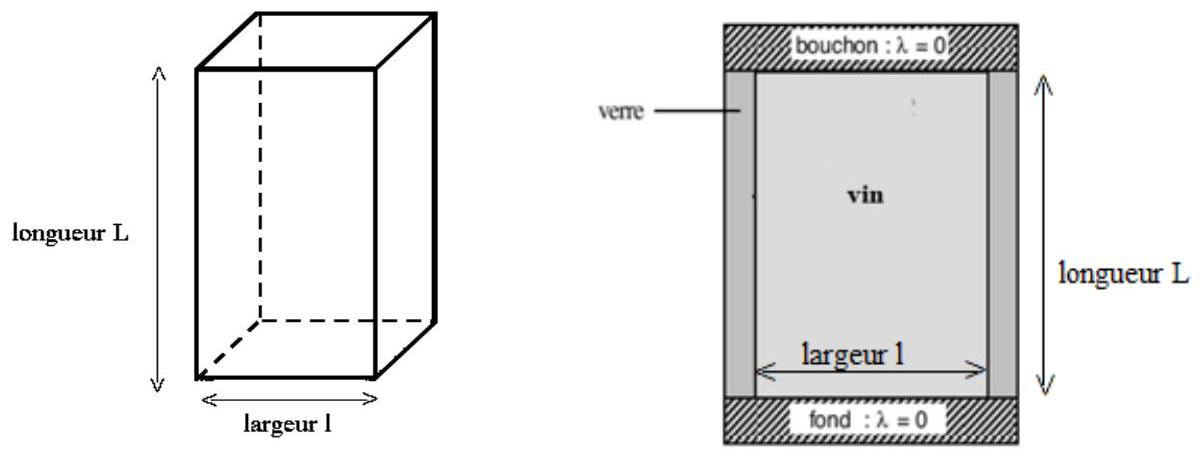 longueur L
largeur l
bouchon : λ = 0
verre
vin
longueur L
largeur l
fond : λ = 0